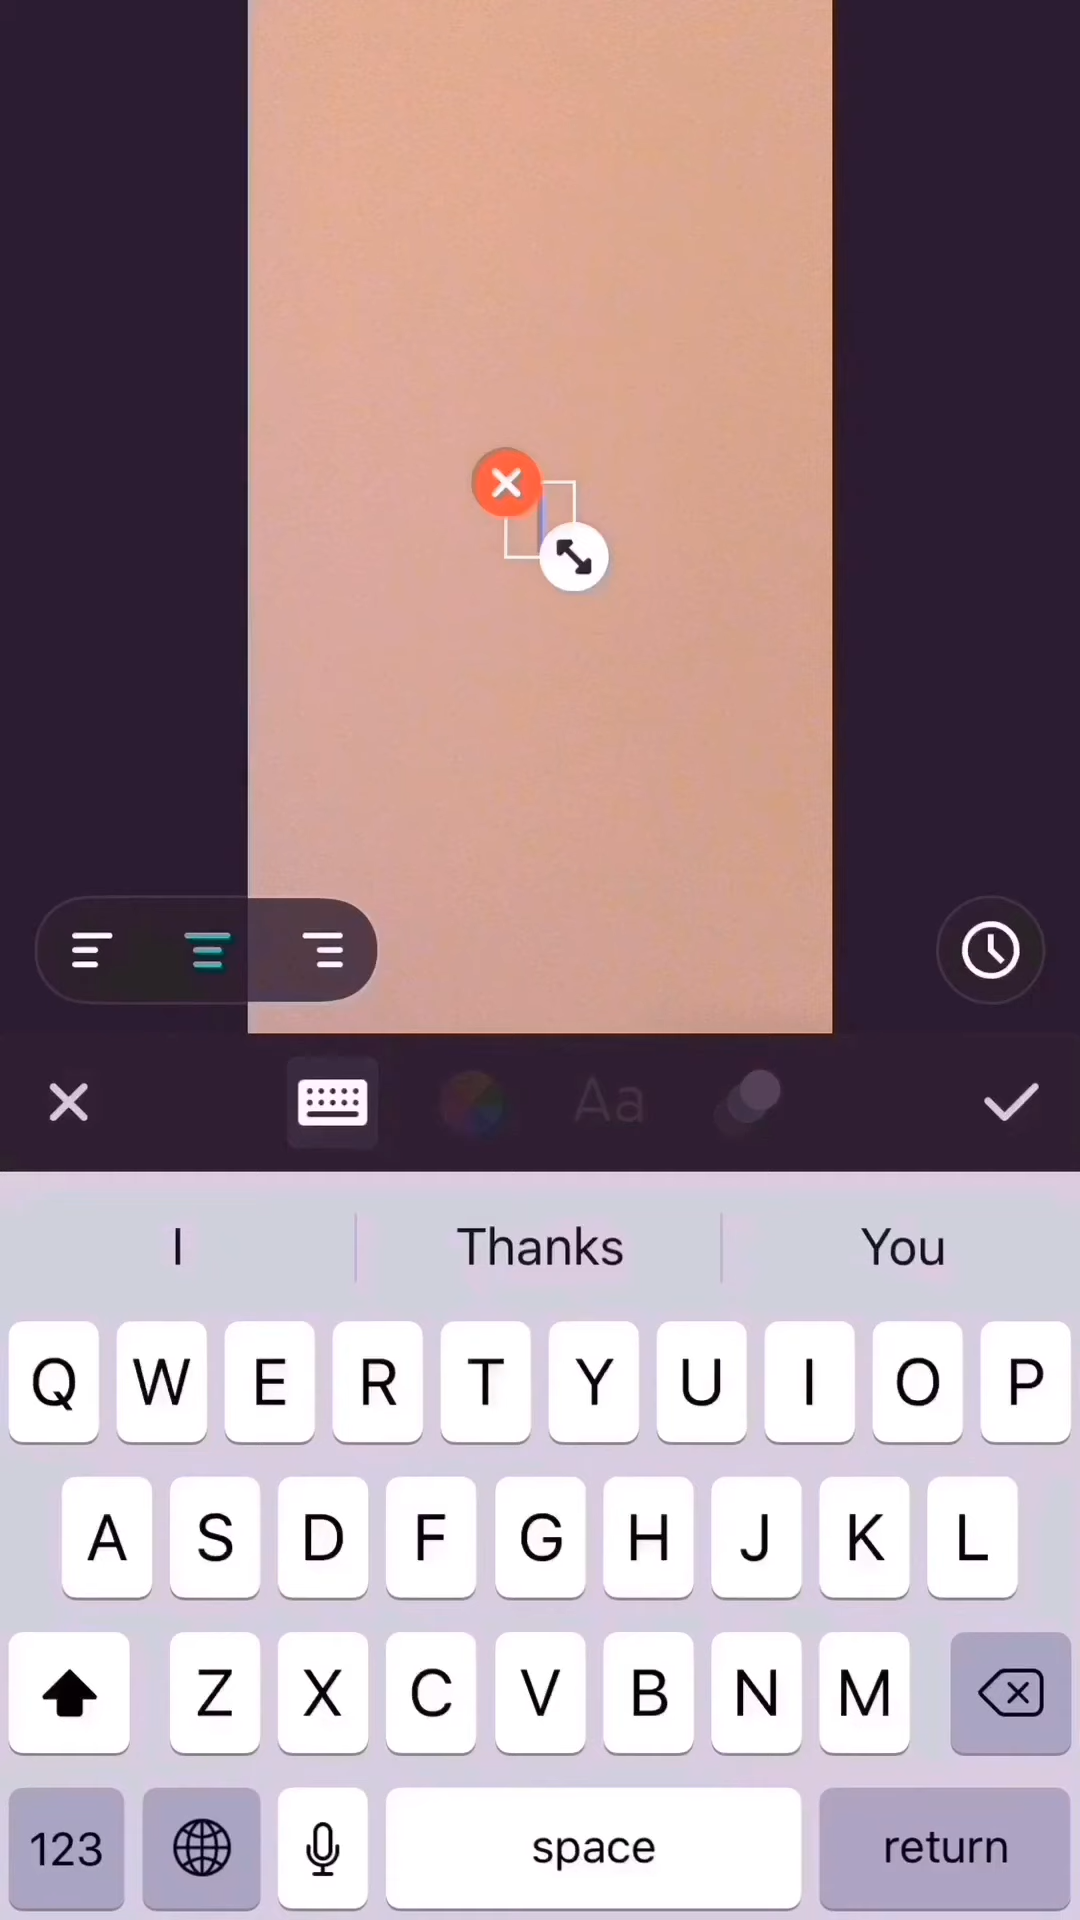 Aa
I Thanks You
Q W E R T Y U I O P
A S D F G H J K L
Z X C V B N M
123 space return